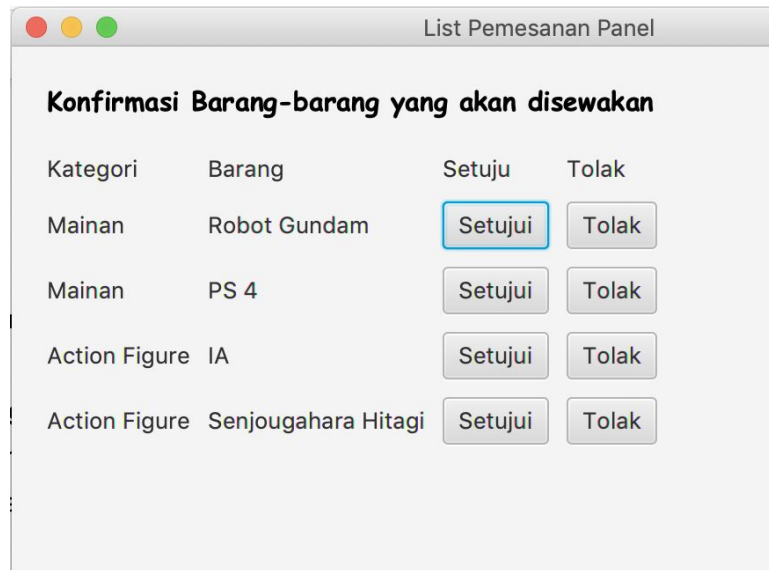 List Pemesanan Panel
Konfirmasi Barang-barang yang akan disewakan
Kategori Barang Setuju Tolak
Mainan Robot Gundam Setujui Tolak
Mainan PS 4 Setujui Tolak
Action Figure IA Setujui Tolak
Action Figure Senjougahara Hitagi Setujui Tolak